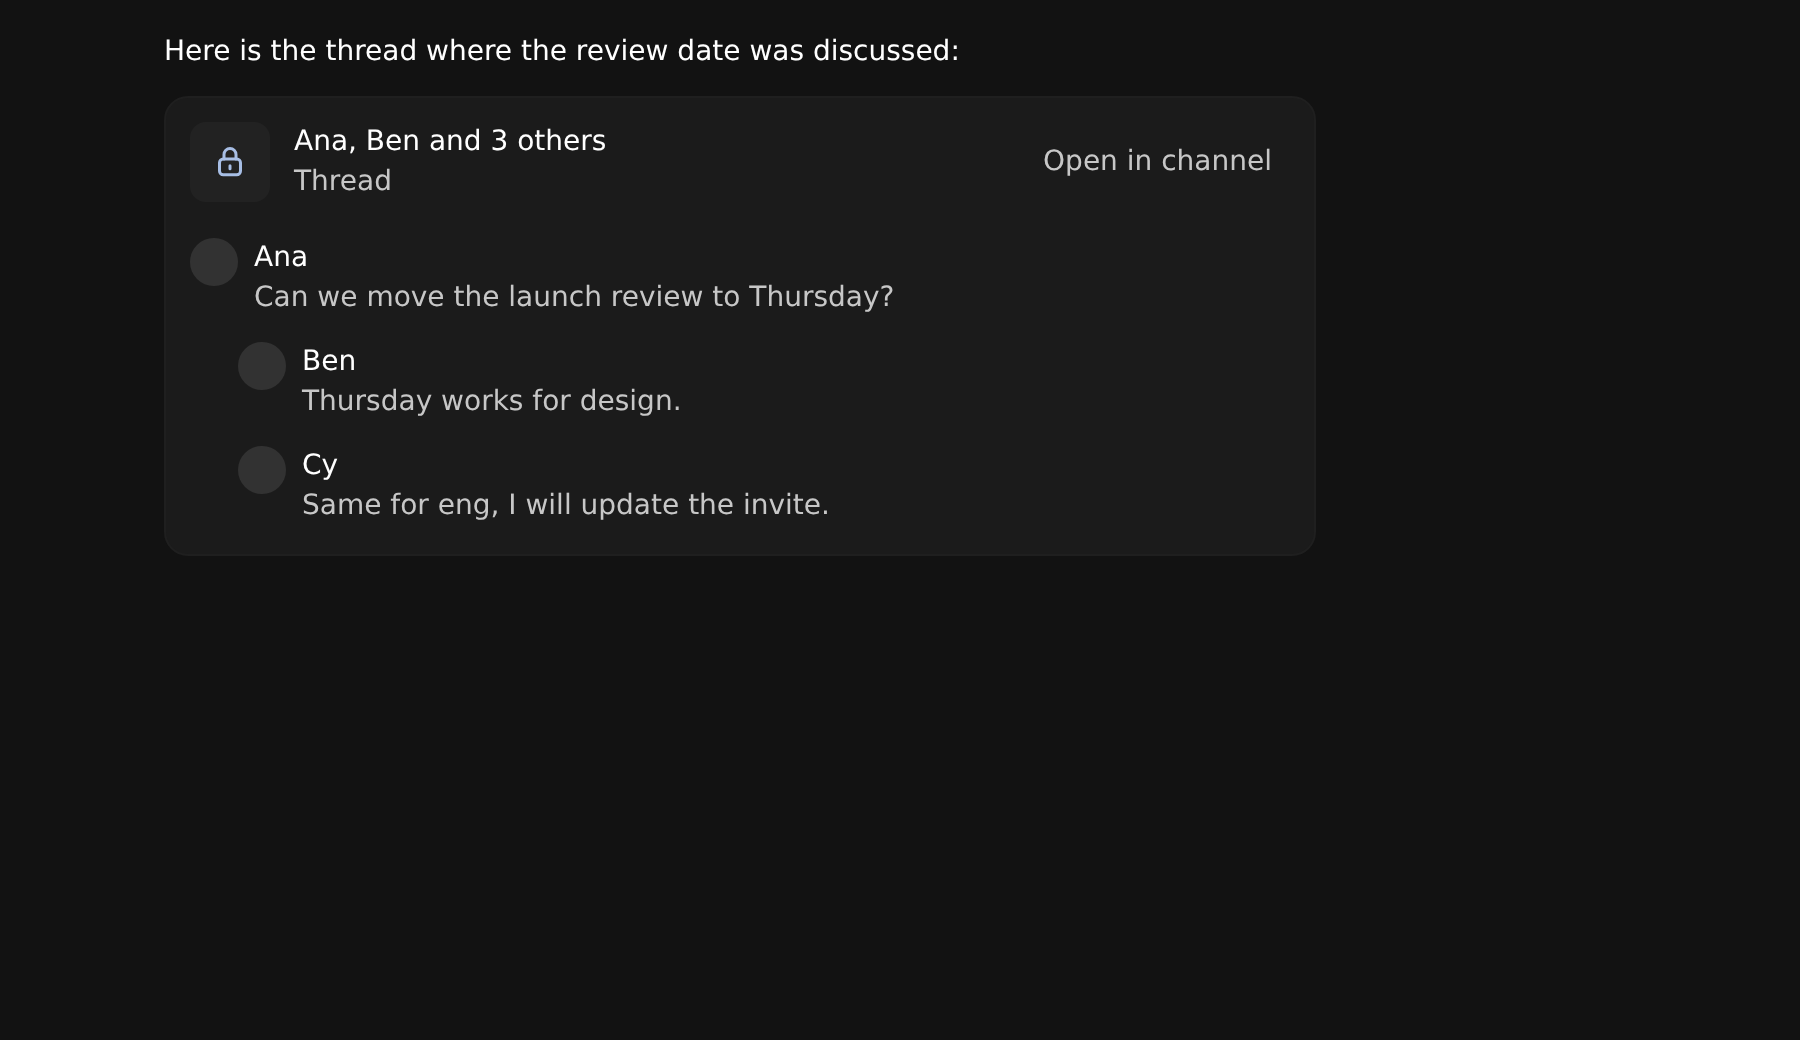 Here is the thread where the review date was discussed:
Ana, Ben and 3 others
Thread
Open in channel
Ana
Can we move the launch review to Thursday?
Ben
Thursday works for design.
Cy
Same for eng, I will update the invite.